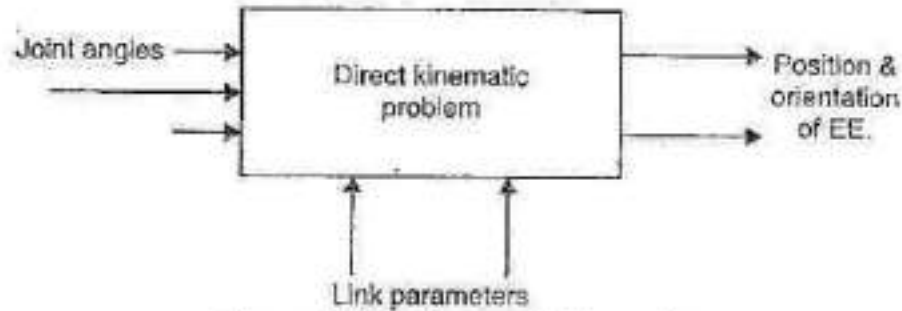 Joint angles
Direct kinematic
problem
Position &
orientation
of EE.
Link parameters